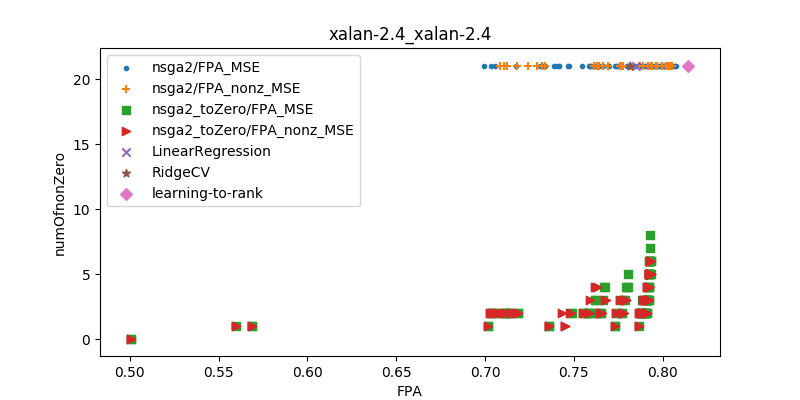 xalan-2.4_xalan-2.4
nsga2/FPA_MSE
nsga2/FPA_nonz_MSE
nsga2_toZero/FPA_MSE
nsga2_toZero/FPA_nonz_MSE
LinearRegression
RidgeCV
learning-to-rank
numOfnonZero
20
15
10
5
0
0.50 0.55 0.60 0.65 0.70 0.75 0.80
FPA